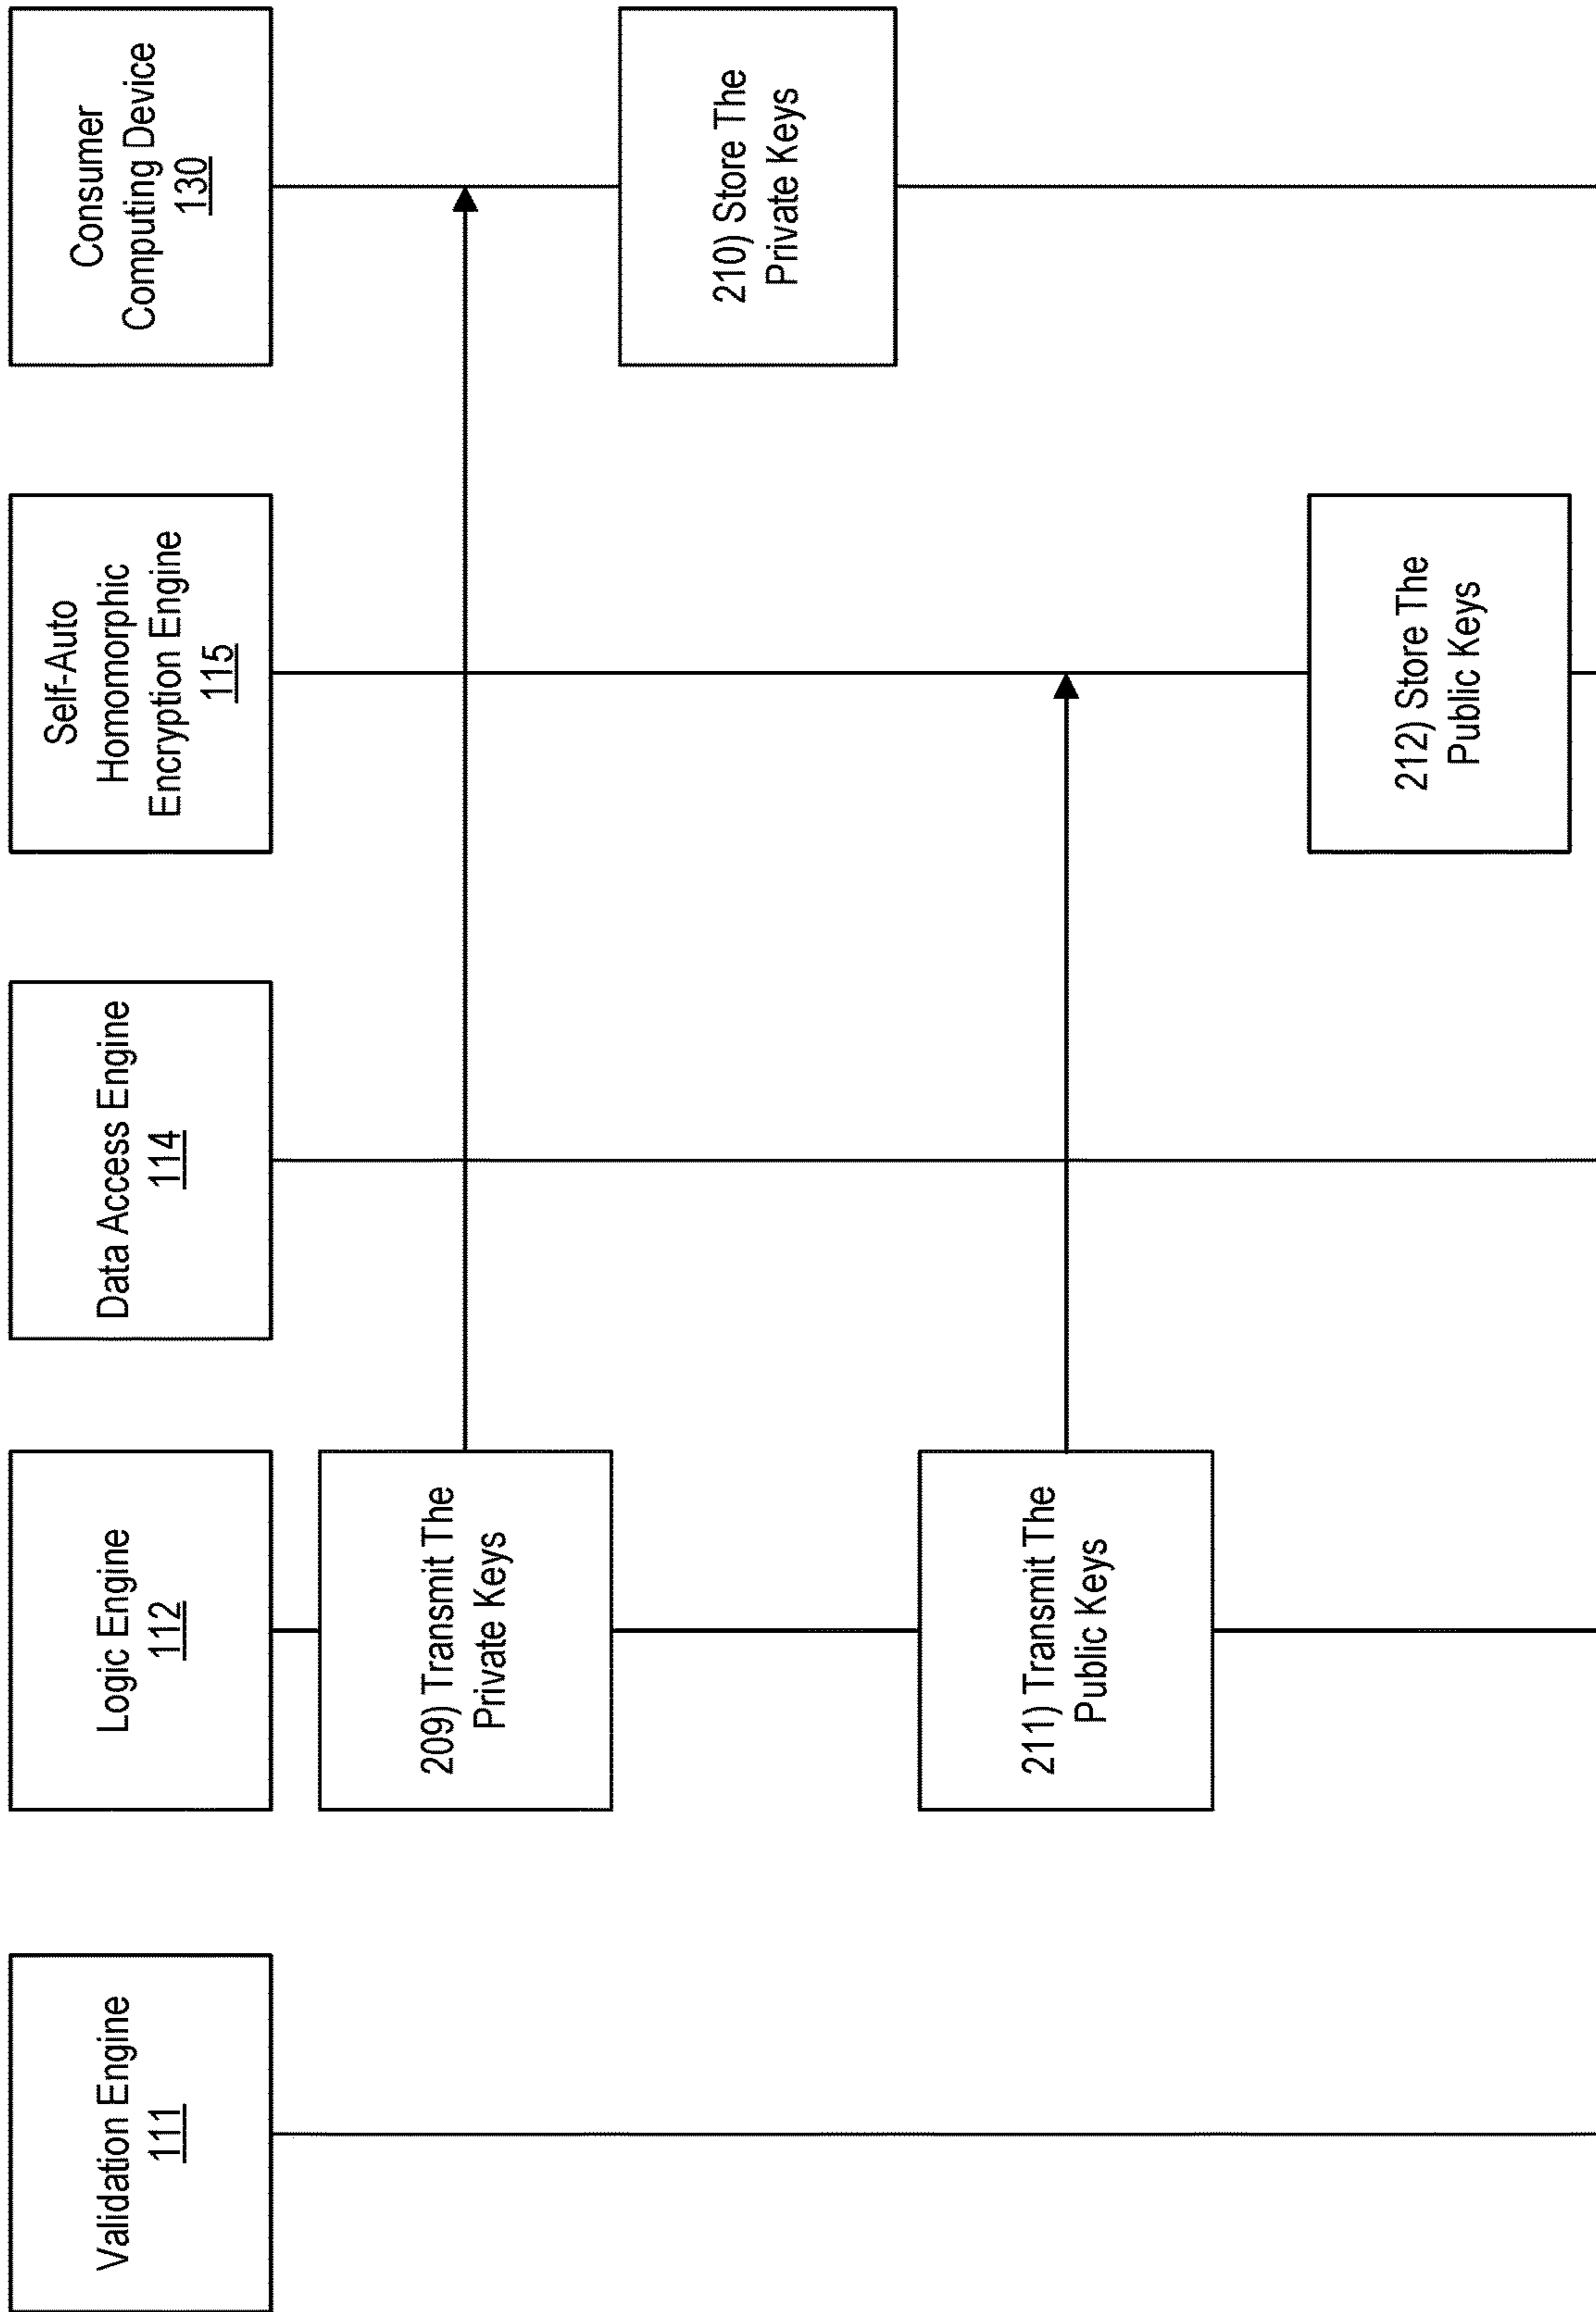 Validation Engine
111
Logic Engine
112
Data Access Engine
114
Self-Auto
Homomorphic
Encryption Engine
115
Consumer
Computing Device
130
209) Transmit The
Private Keys
210) Store The
Private Keys
211) Transmit The
Public Keys
212) Store The
Public Keys